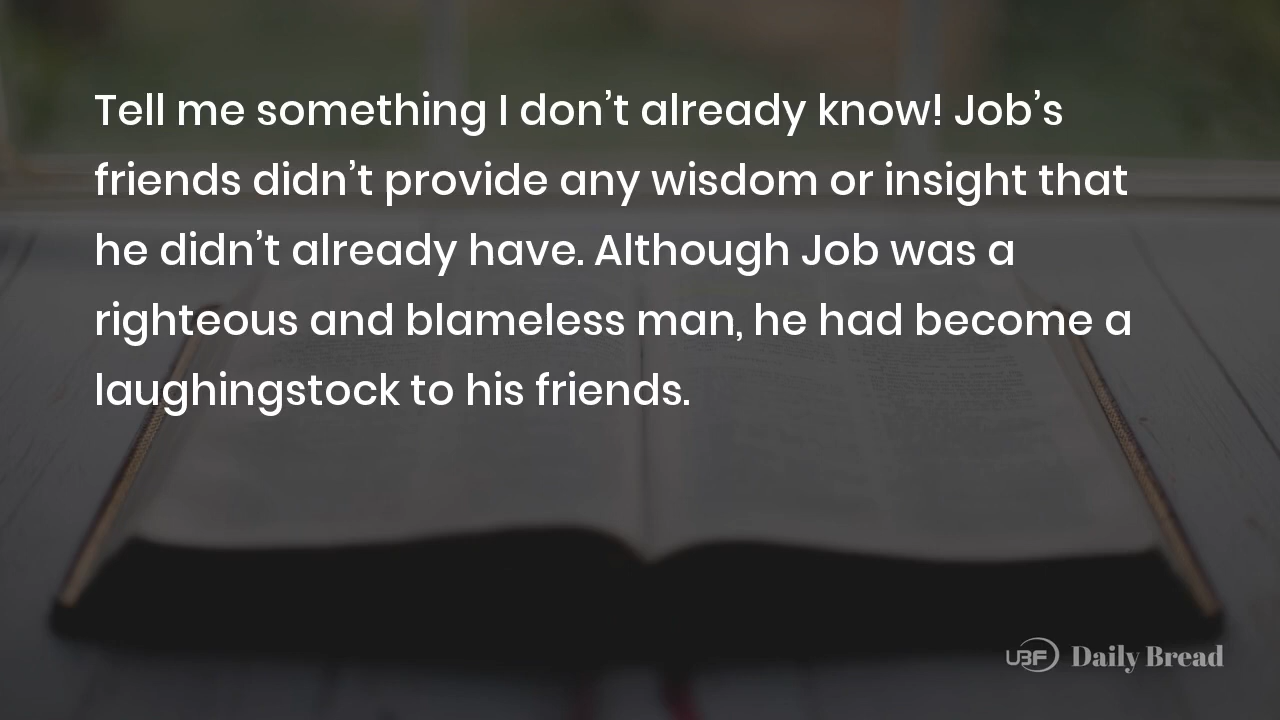 Tell me something I don’t already know! Job’s
friends didn’t provide any wisdom or insight that
he didn’t already have. Although Job was a
righteous and blameless man, he had become a
laughingstock to his friends.
UBF Daily Bread